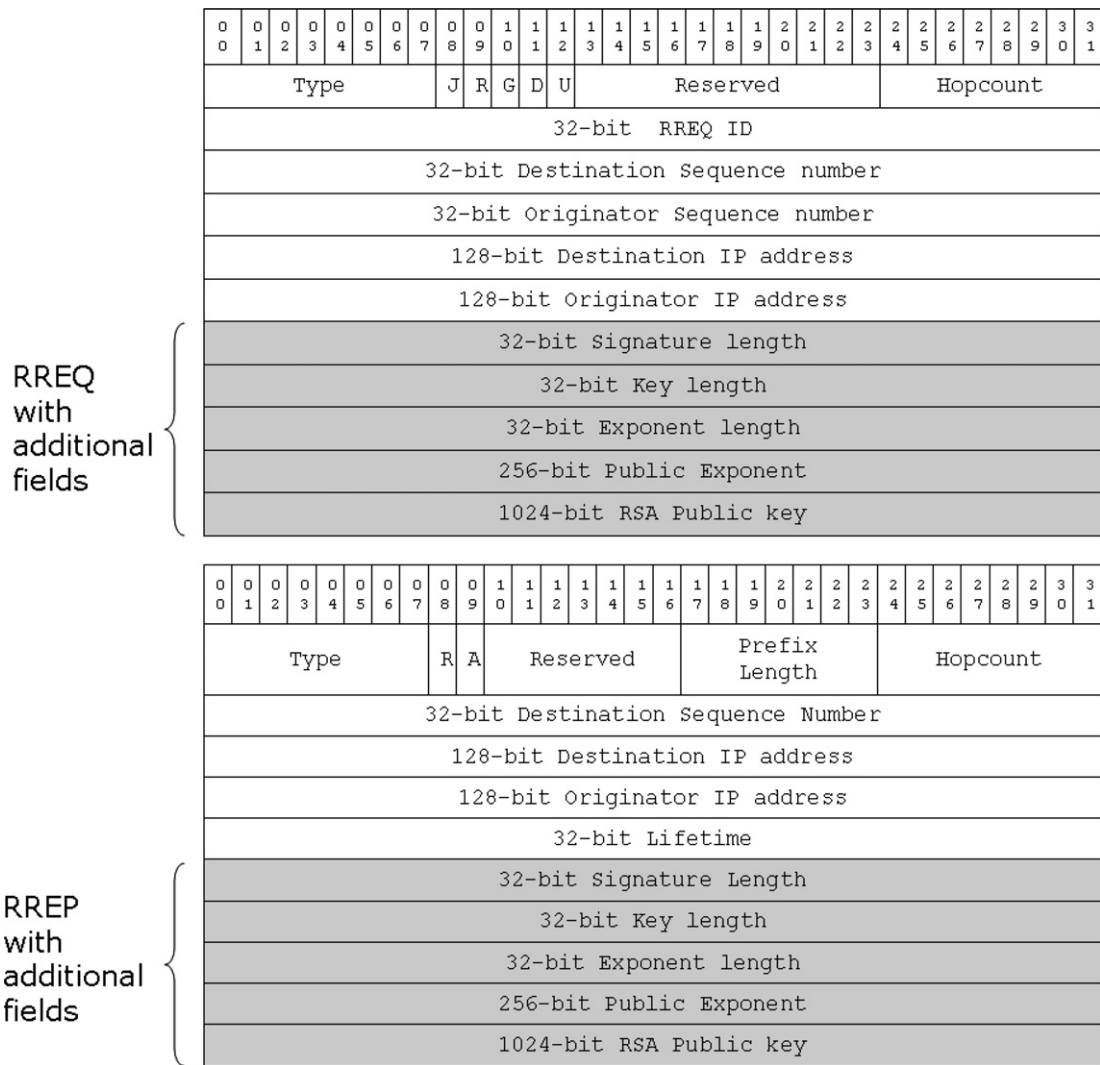 0 0 0 0 0 0 0 0 0 0 1 1 1 1 1 1 1 1 1 1 2 2 2 2 2 2 2 2 2 2 3 3
0 1 2 3 4 5 6 7 8 9 0 1 2 3 4 5 6 7 8 9 0 1 2 3 4 5 6 7 8 9 0 1
Type J R G D U Reserved Hopcount
32-bit RREQ ID
32-bit Destination Sequence number
32-bit Originator Sequence number
128-bit Destination IP address
128-bit Originator IP address
RREQ
with
additional
fields
32-bit Signature length
32-bit Key length
32-bit Exponent length
256-bit Public Exponent
1024-bit RSA Public key
0 0 0 0 0 0 0 0 0 0 1 1 1 1 1 1 1 1 1 1 2 2 2 2 2 2 2 2 2 2 3 3
0 1 2 3 4 5 6 7 8 9 0 1 2 3 4 5 6 7 8 9 0 1 2 3 4 5 6 7 8 9 0 1
Type R A Reserved Prefix Length Hopcount
32-bit Destination Sequence Number
128-bit Destination IP address
128-bit Originator IP address
32-bit Lifetime
RREP
with
additional
fields
32-bit Signature Length
32-bit Key length
32-bit Exponent length
256-bit Public Exponent
1024-bit RSA Public key